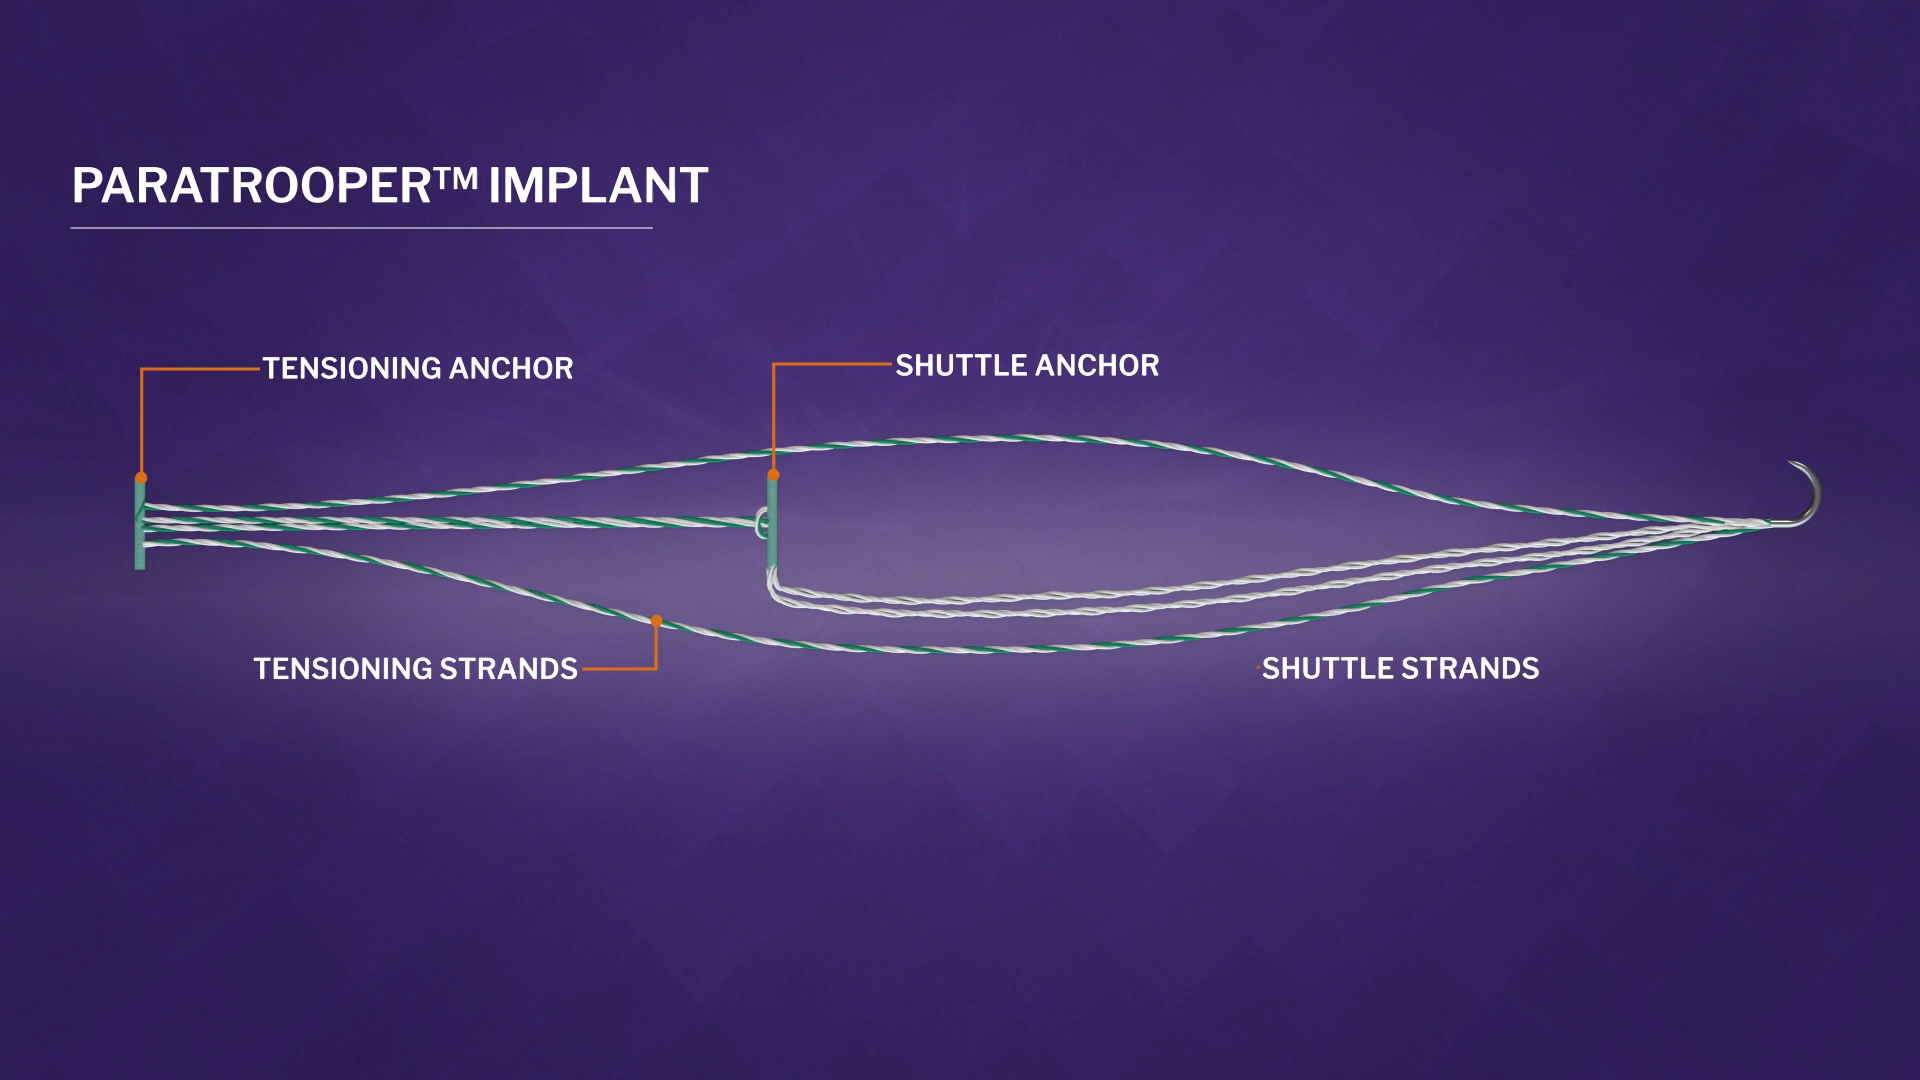 PARATROOPER™ IMPLANT
TENSIONING ANCHOR
SHUTTLE ANCHOR
TENSIONING STRANDS
SHUTTLE STRANDS